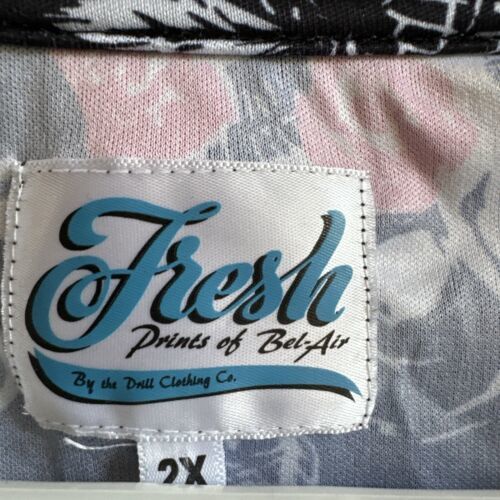 Fresh
Prints of Bel-Air
By the Drill Clothing Co.
2X